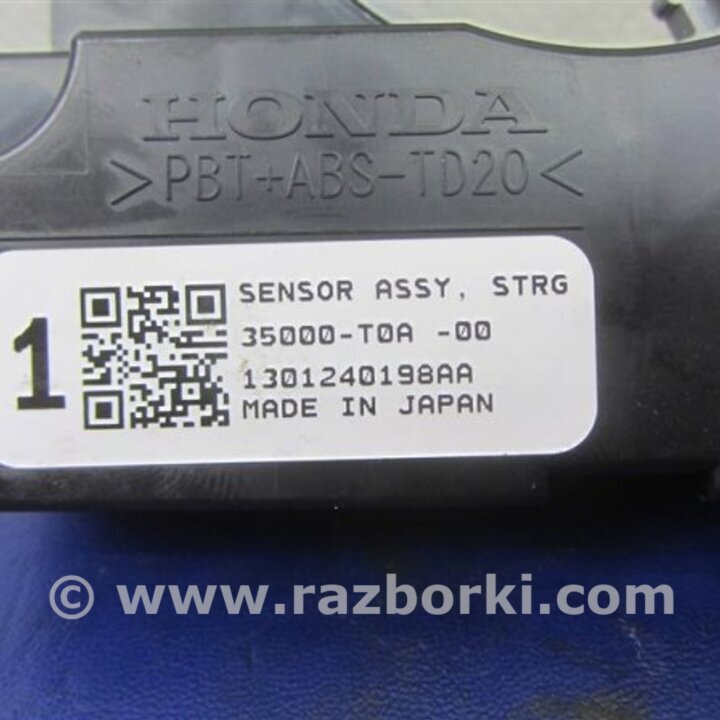 HONDA
>PBT+ABS-TD20<
1
SENSOR ASSY, STRG
35000-T0A -00
1301240198AA
MADE IN JAPAN
© www.razborki.com